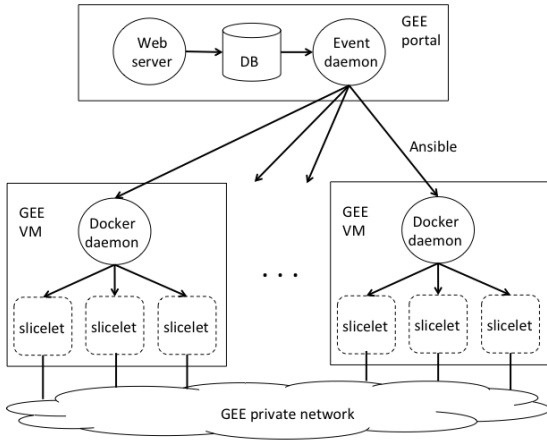 GEE
portal
Web
server
DB
Event
daemon
Ansible
GEE
VM
Docker
daemon
slicelet
slicelet
slicelet
. . .
GEE
VM
Docker
daemon
slicelet
slicelet
slicelet
GEE private network